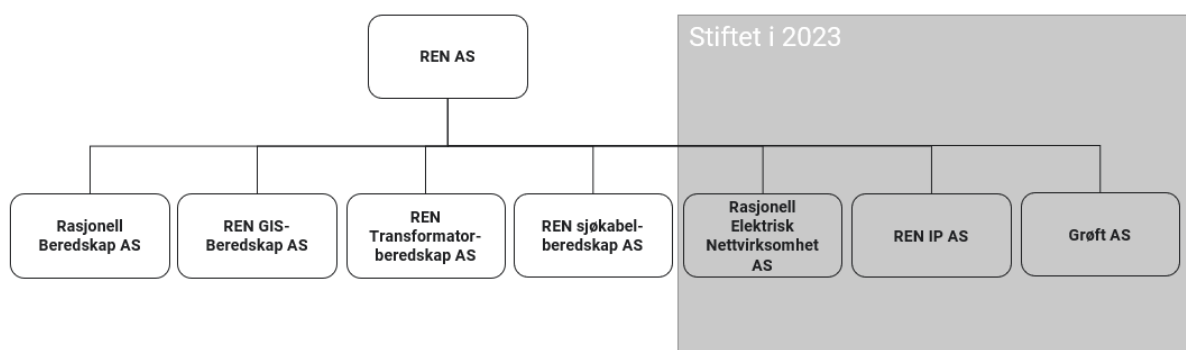 Stiftet i 2023
REN AS
Rasjonell
Beredskap AS
REN GIS-
Beredskap AS
REN
Transformator-
beredskap AS
REN sjøkabel-
beredskap AS
Rasjonell
Elektrisk
Nettvirksomhet
AS
REN IP AS
Grøft AS